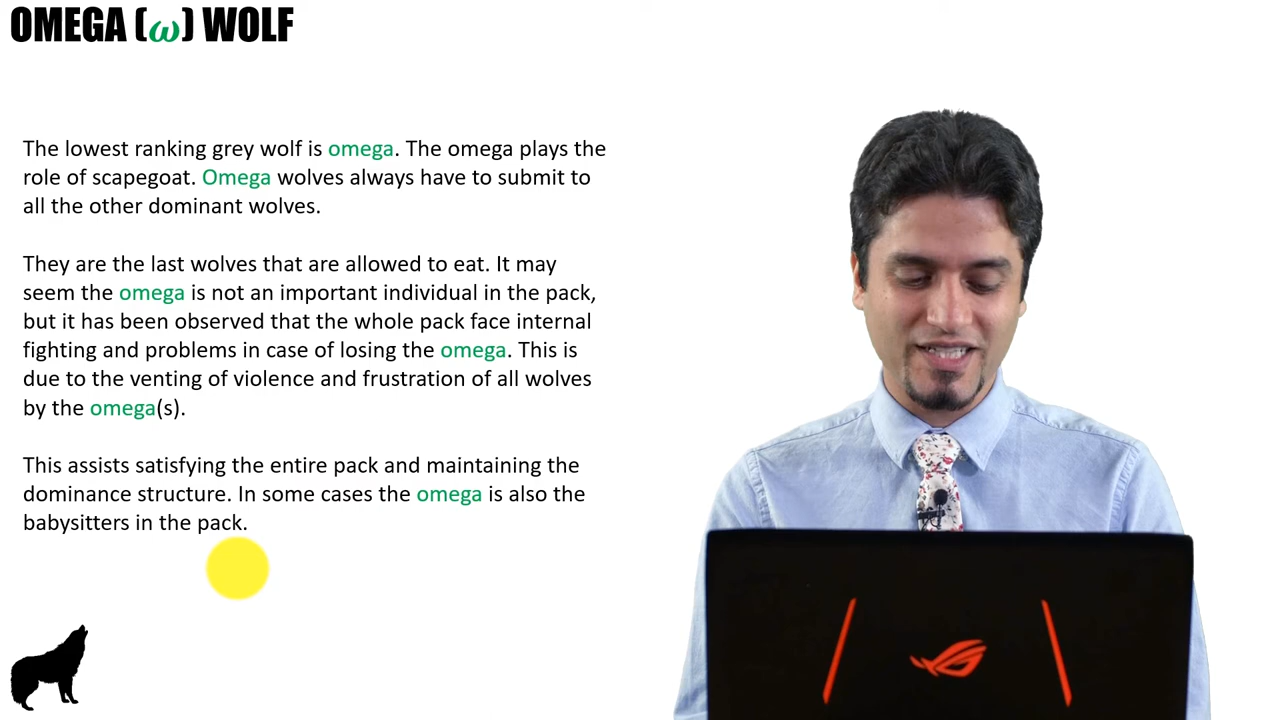 OMEGA (ω) WOLF
The lowest ranking grey wolf is omega. The omega plays the
role of scapegoat. Omega wolves always have to submit to
all the other dominant wolves.
They are the last wolves that are allowed to eat. It may
seem the omega is not an important individual in the pack,
but it has been observed that the whole pack face internal
fighting and problems in case of losing the omega. This is
due to the venting of violence and frustration of all wolves
by the omega(s).
This assists satisfying the entire pack and maintaining the
dominance structure. In some cases the omega is also the
babysitters in the pack.